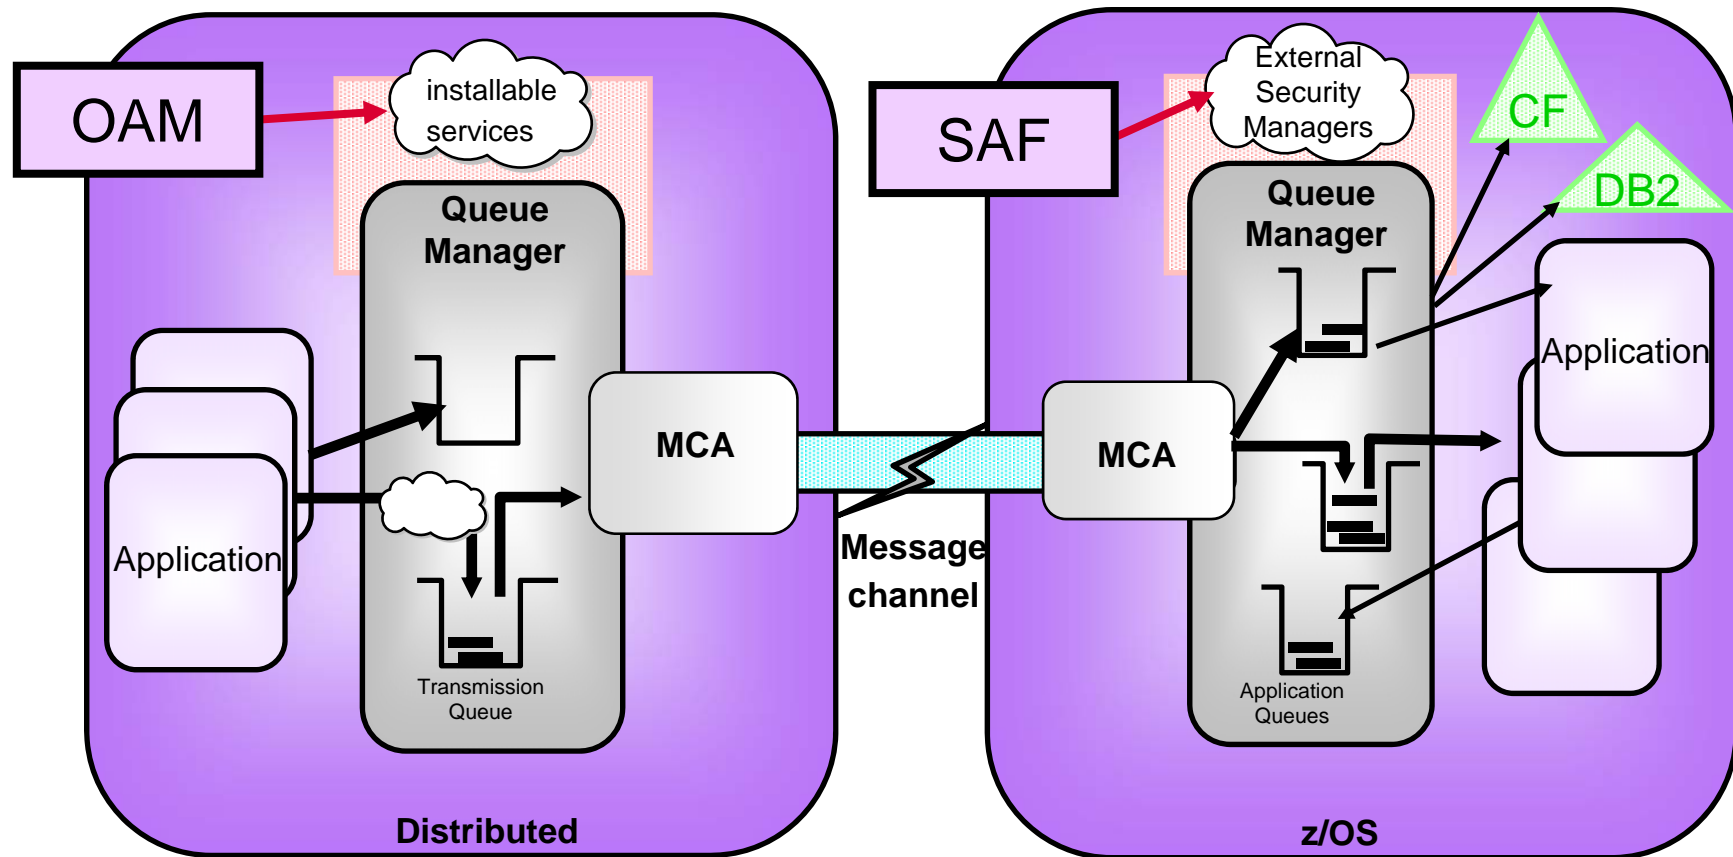 OAM
installable
services
Queue
Manager
Application
MCA
Transmission
Queue
Distributed
Message
channel
SAF
External
Security
Managers
CF
DB2
Queue
Manager
Application
MCA
Application
Queues
z/OS